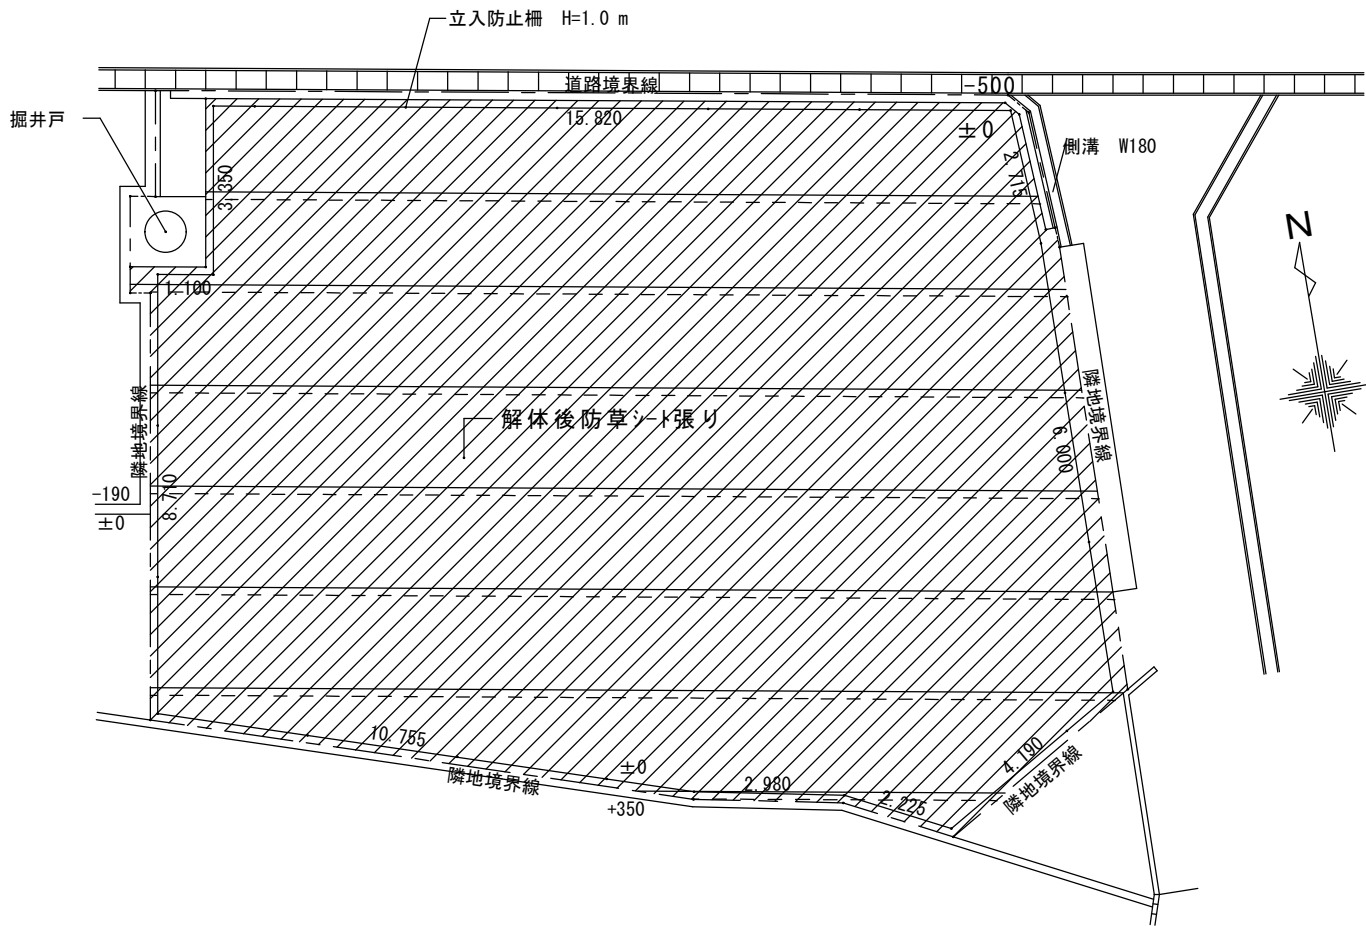 立入防止柵 H=1.0 m
道路境界線
-500
掘井戸
15.820
±0
側溝 W180
2.715
3.350
N
1.100
隣地境界線
隣地境界線
解体後防草シート張り
6.000
8.710
-190
±0
10.755
±0
隣地境界線
2.980
4.190
隣地境界線
+350
2.225